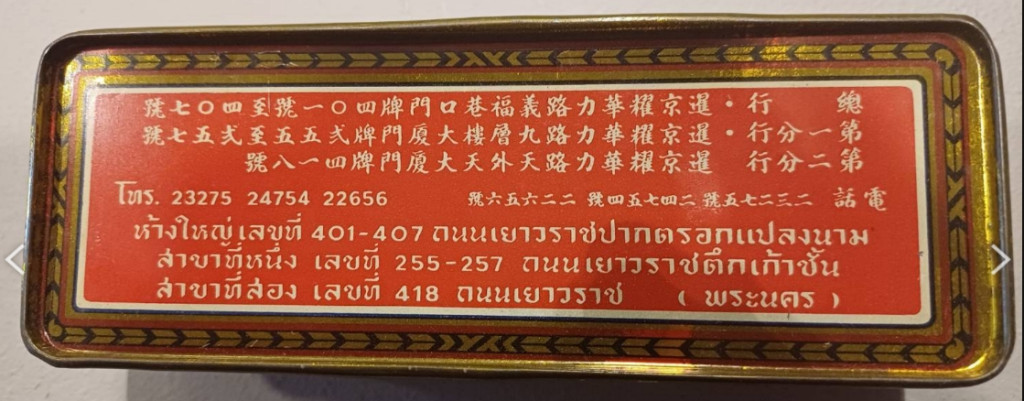 總行・暹京耀華力路義福巷口門牌四〇一號至四〇七號
第一分行・暹京耀華力路九層樓大廈門牌弍五五至弍五七號
第二分行 暹京耀華力路天外天大廈門牌四一八號
電話 二三二七五號 二四七五四號 二二六五六號
โทร. 23275 24754 22656
ห้างใหญ่เลขที่ 401-407 ถนนเยาวราชปากตรอกแปลงนาม
สาขาที่หนึ่ง เลขที่ 255-257 ถนนเยาวราชตึกเก้าชั้น
สาขาที่สอง เลขที่ 418 ถนนเยาวราช ( พระนคร )